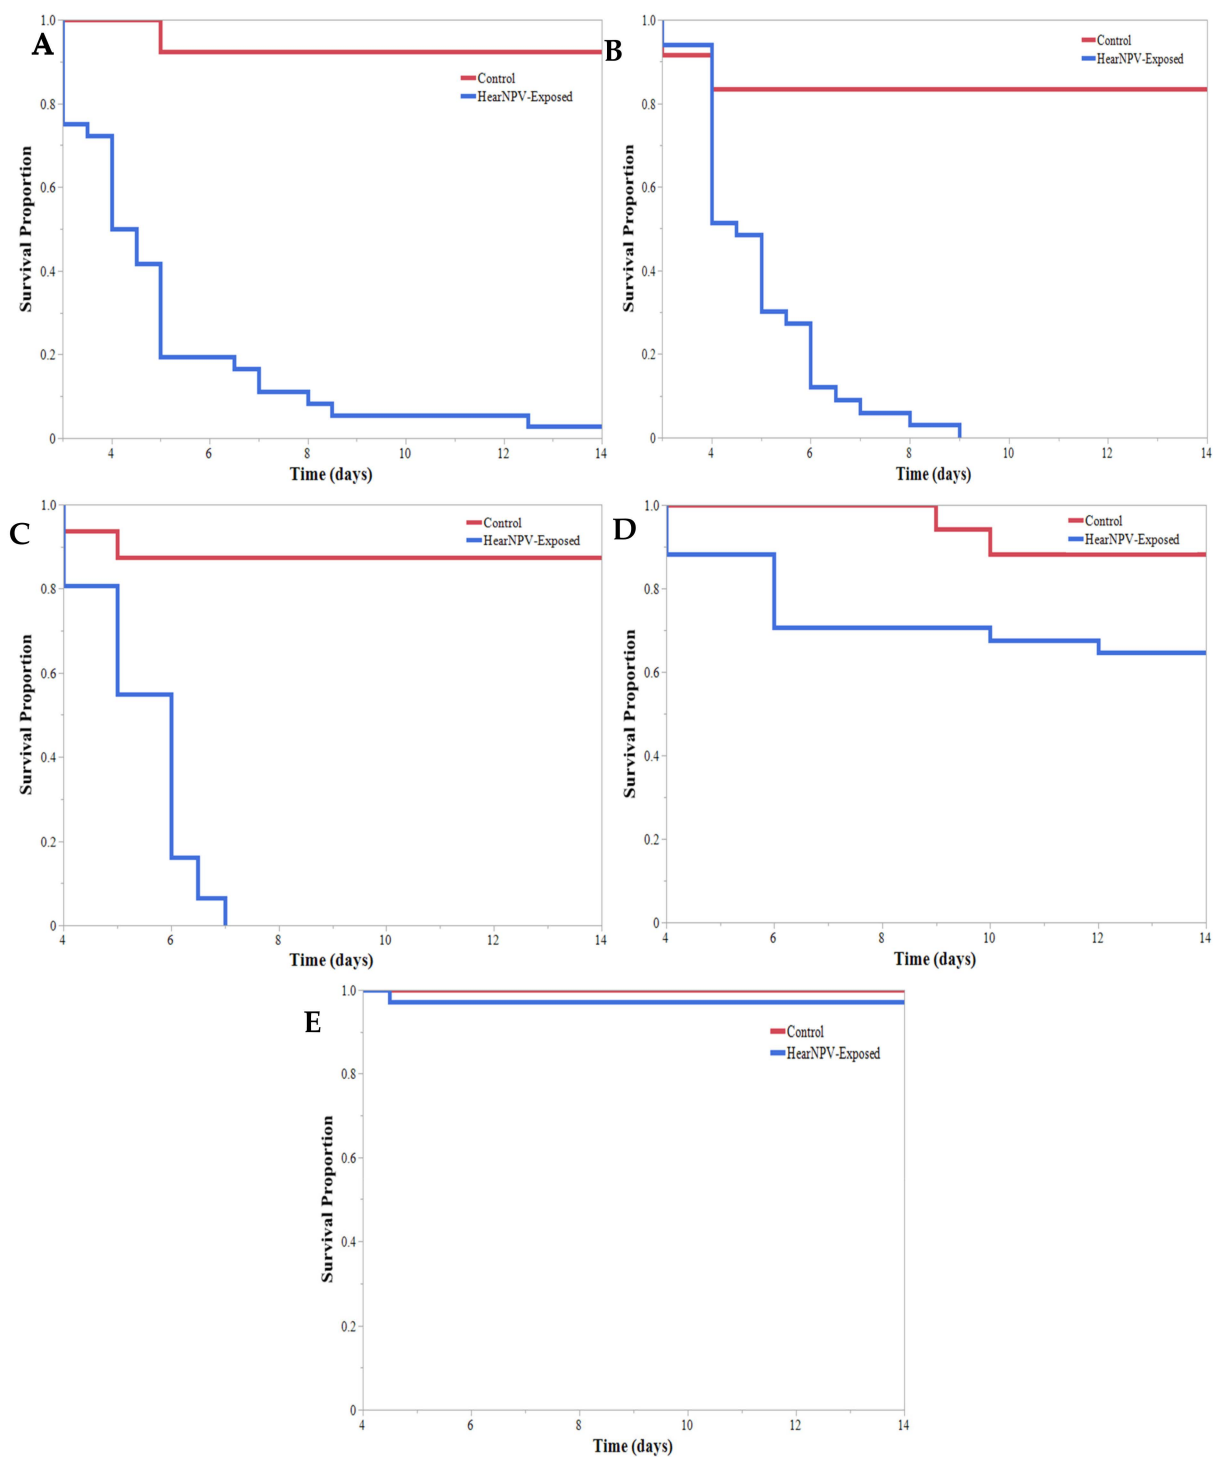 A
1.0
0.8
0.6
0.4
0.2
0
Survival Proportion
Control
HearNPV-Exposed
4 6 8 10 12 14
Time (days)
B
1.0
0.8
0.6
0.4
0.2
0
Survival Proportion
Control
HearNPV-Exposed
4 6 8 10 12 14
Time (days)
C
1.0
0.8
0.6
0.4
0.2
0
Survival Proportion
Control
HearNPV-Exposed
4 6 8 10 12 14
Time (days)
D
1.0
0.8
0.6
0.4
0.2
0
Survival Proportion
Control
HearNPV-Exposed
4 6 8 10 12 14
Time (days)
E
1.0
0.8
0.6
0.4
0.2
0
Survival Proportion
Control
HearNPV-Exposed
4 6 8 10 12 14
Time (days)